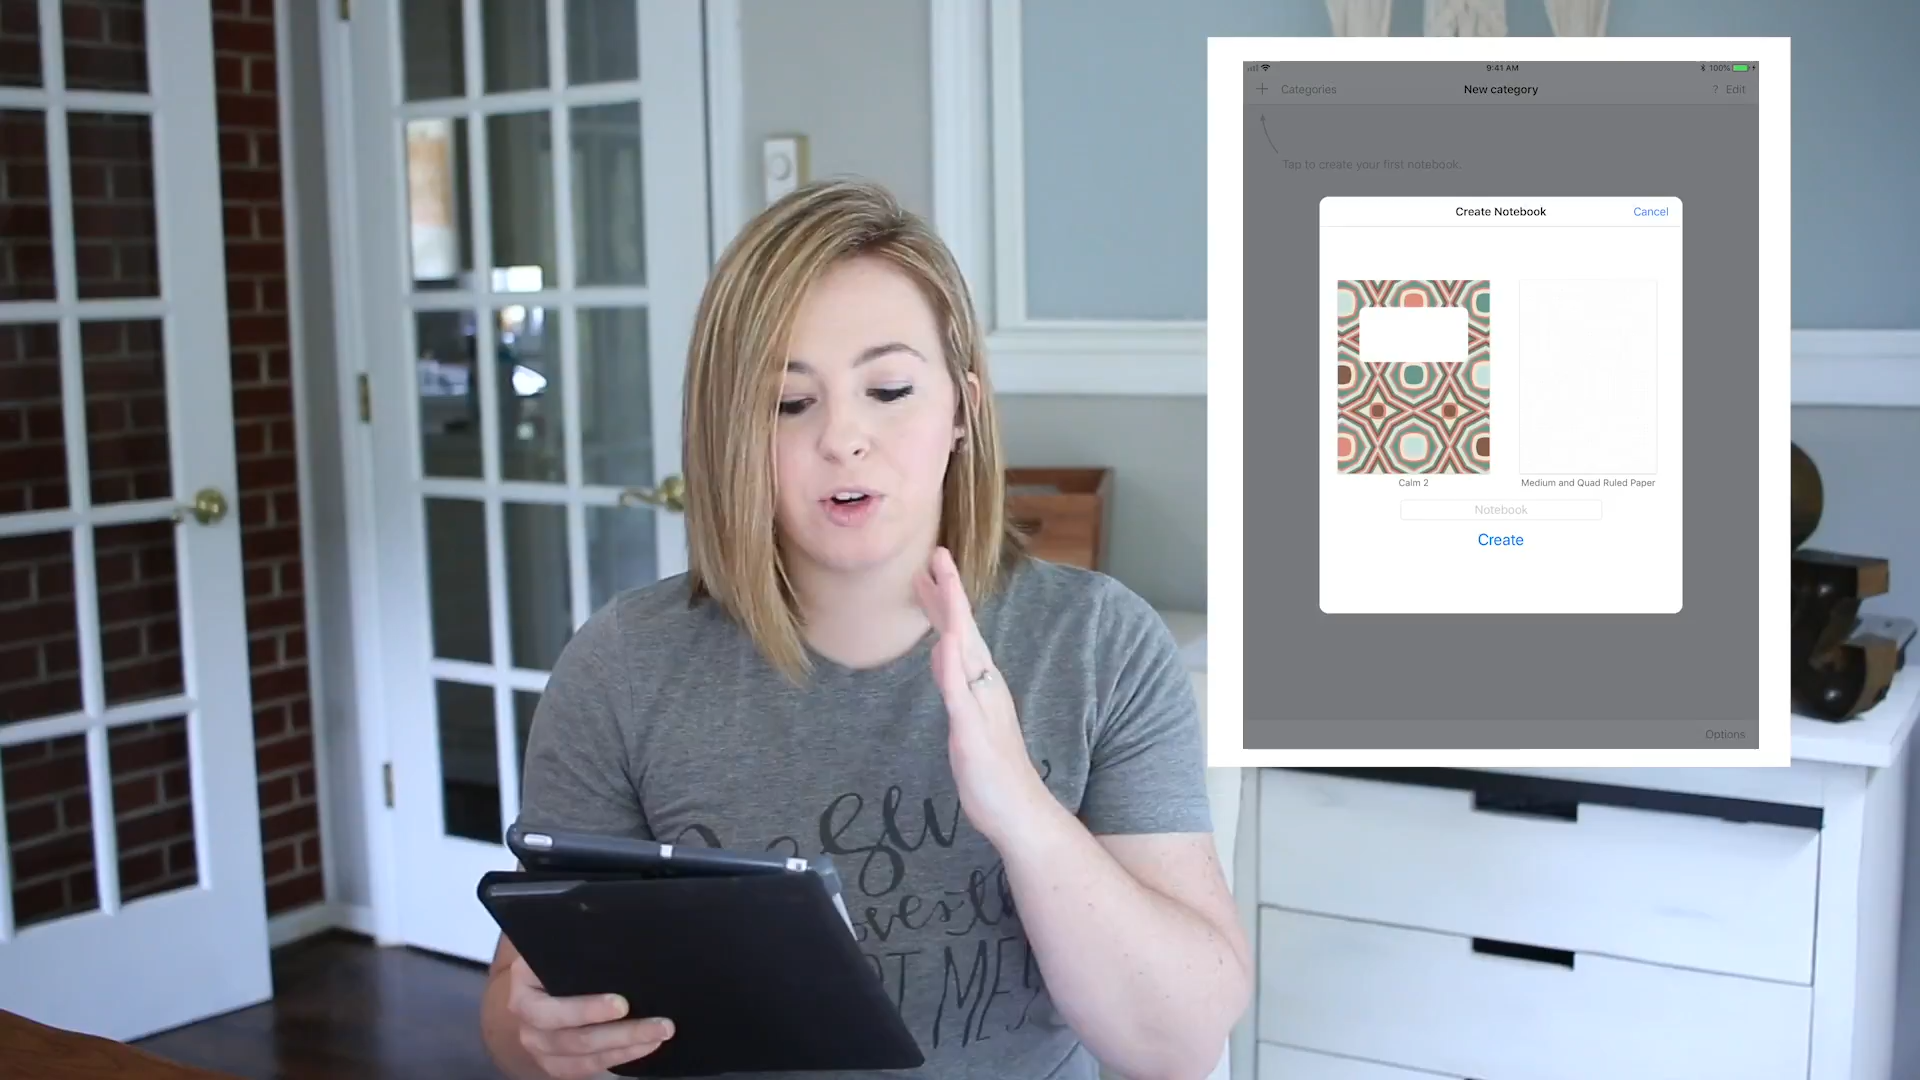 9:41 AM
100%
+ Categories
New category
? Edit
Tap to create your first notebook.
Create Notebook
Cancel
Calm 2
Medium and Quad Ruled Paper
Notebook
Create
Options